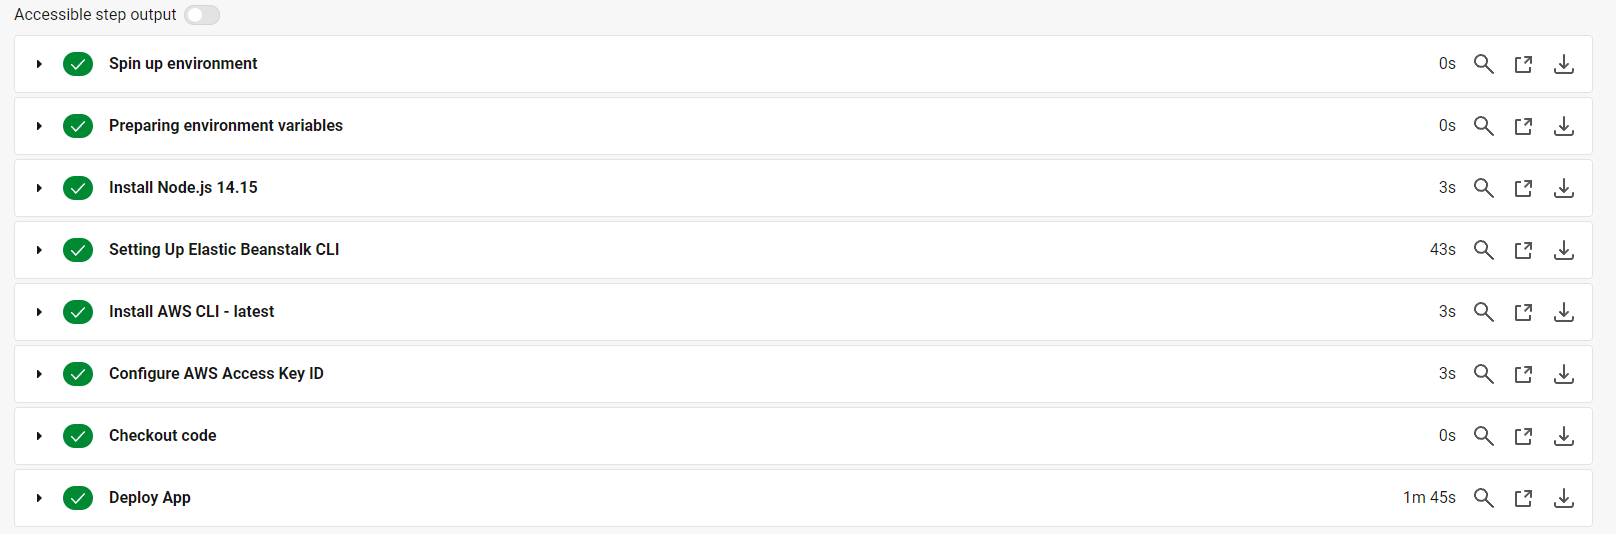 Accessible step output
Spin up environment 0s
Preparing environment variables 0s
Install Node.js 14.15 3s
Setting Up Elastic Beanstalk CLI 43s
Install AWS CLI - latest 3s
Configure AWS Access Key ID 3s
Checkout code 0s
Deploy App 1m 45s